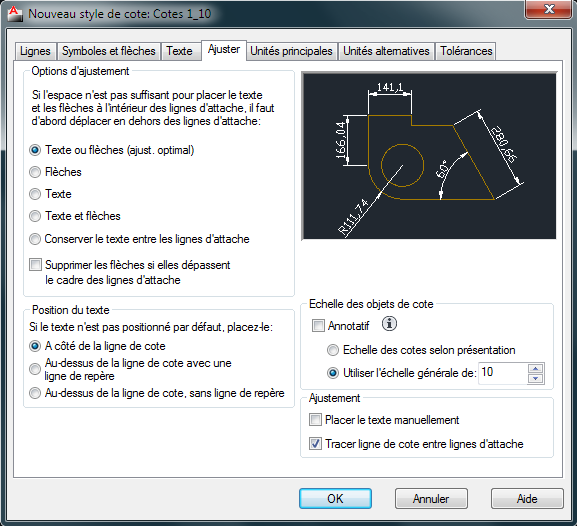 Nouveau style de cote: Cotes 1_10
Lignes
Symboles et flèches
Texte
Ajuster
Unités principales
Unités alternatives
Tolérances
Options d'ajustement
Si l'espace n'est pas suffisant pour placer le texte
et les flèches à l'intérieur des lignes d'attache, il faut
d'abord déplacer en dehors des lignes d'attache:
Texte ou flèches (ajust. optimal)
Flèches
Texte
Texte et flèches
Conserver le texte entre les lignes d'attache
Supprimer les flèches si elles dépassent
le cadre des lignes d'attache
Position du texte
Si le texte n'est pas positionné par défaut, placez-le:
A côté de la ligne de cote
Au-dessus de la ligne de cote avec une
ligne de repère
Au-dessus de la ligne de cote, sans ligne de repère
141,1
166,04
280,66
60°
R111,74
Echelle des objets de cote
Annotatif
Echelle des cotes selon présentation
Utiliser l'échelle générale de:
10
Ajustement
Placer le texte manuellement
Tracer ligne de cote entre lignes d'attache
OK
Annuler
Aide